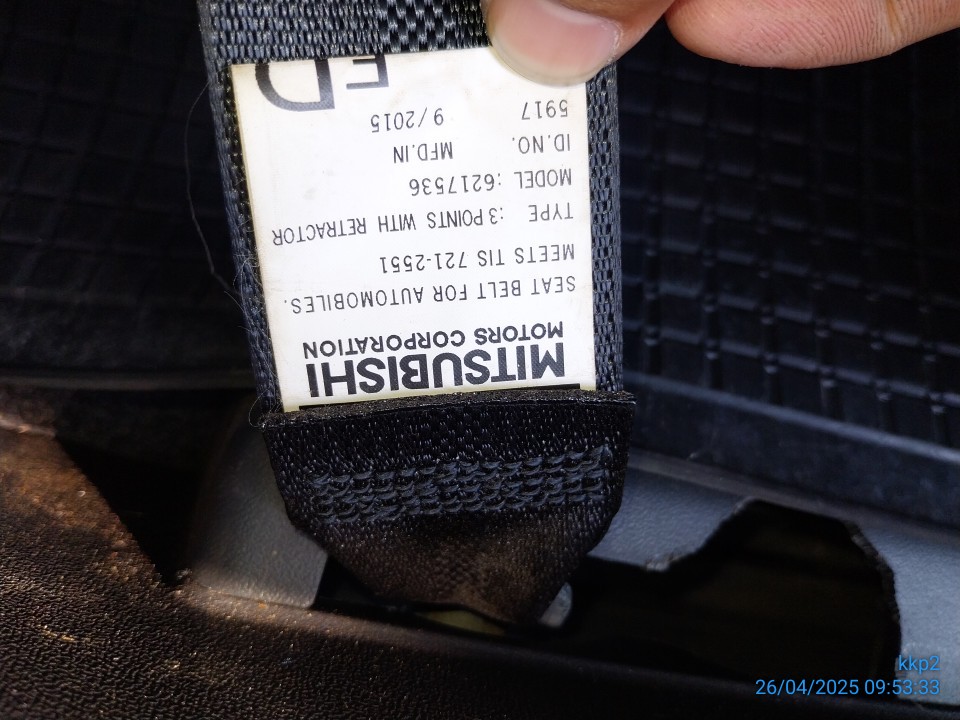 MITSUBISHI
MOTORS CORPORATION
SEAT BELT FOR AUTOMOBILES.
MEETS TIS 721-2551
TYPE :3 POINTS WITH RETRACTOR
MODEL :6217536
ID.NO. MFD.IN
5917 9/2015
ED
kkp2
26/04/2025 09:53:33